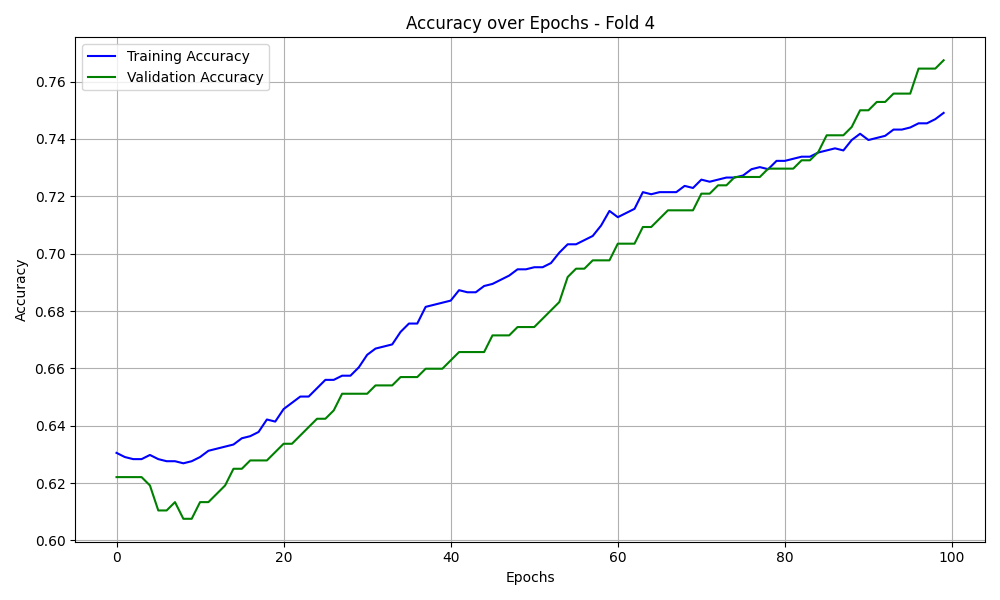 Accuracy over Epochs - Fold 4
Training Accuracy
Validation Accuracy
Accuracy
0.76
0.74
0.72
0.70
0.68
0.66
0.64
0.62
0.60
0 20 40 60 80 100
Epochs